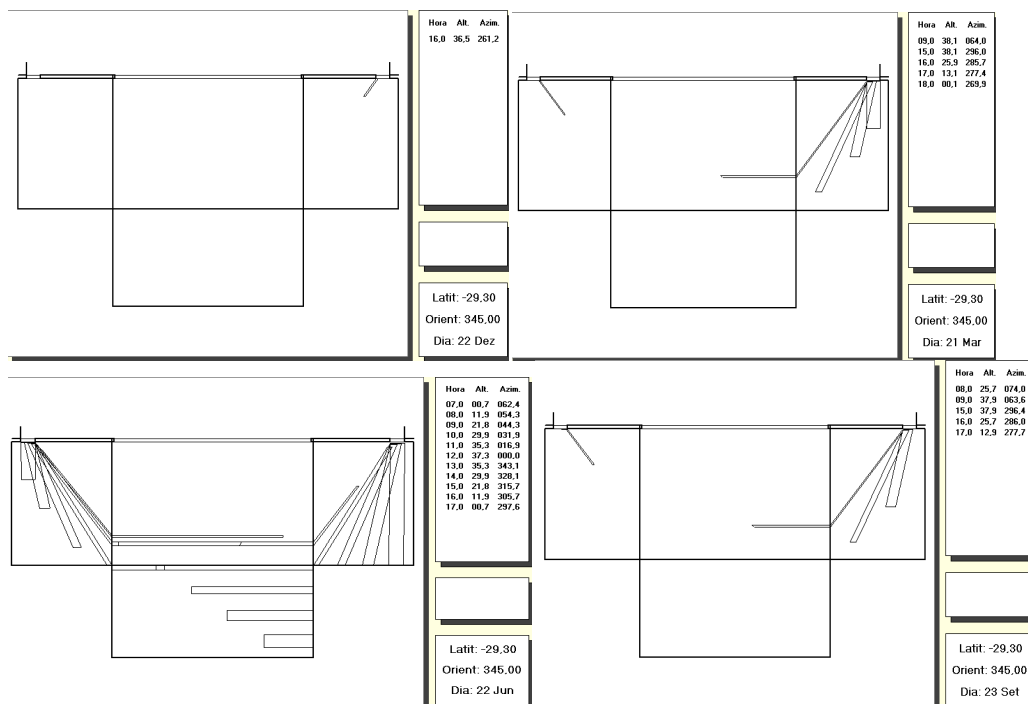 Hora Alt. Azim.
16,0 36,5 261,2
Latit: -29,30
Orient: 345,00
Dia: 22 Dez
Hora Alt. Azim.
09,0 38,1 064,0
15,0 38,1 296,0
16,0 25,9 285,7
17,0 13,1 277,4
18,0 00,1 269,9
Latit: -29,30
Orient: 345,00
Dia: 21 Mar
Hora Alt. Azim.
07,0 00,7 062,4
08,0 11,9 054,3
09,0 21,8 044,3
10,0 29,9 031,9
11,0 35,3 016,9
12,0 37,3 000,0
13,0 35,3 343,1
14,0 29,9 328,1
15,0 21,8 315,7
16,0 11,9 305,7
17,0 00,7 297,6
Latit: -29,30
Orient: 345,00
Dia: 22 Jun
Hora Alt. Azim.
08,0 25,7 074,0
09,0 37,9 063,6
15,0 37,9 296,4
16,0 25,7 286,0
17,0 12,9 277,7
Latit: -29,30
Orient: 345,00
Dia: 23 Set